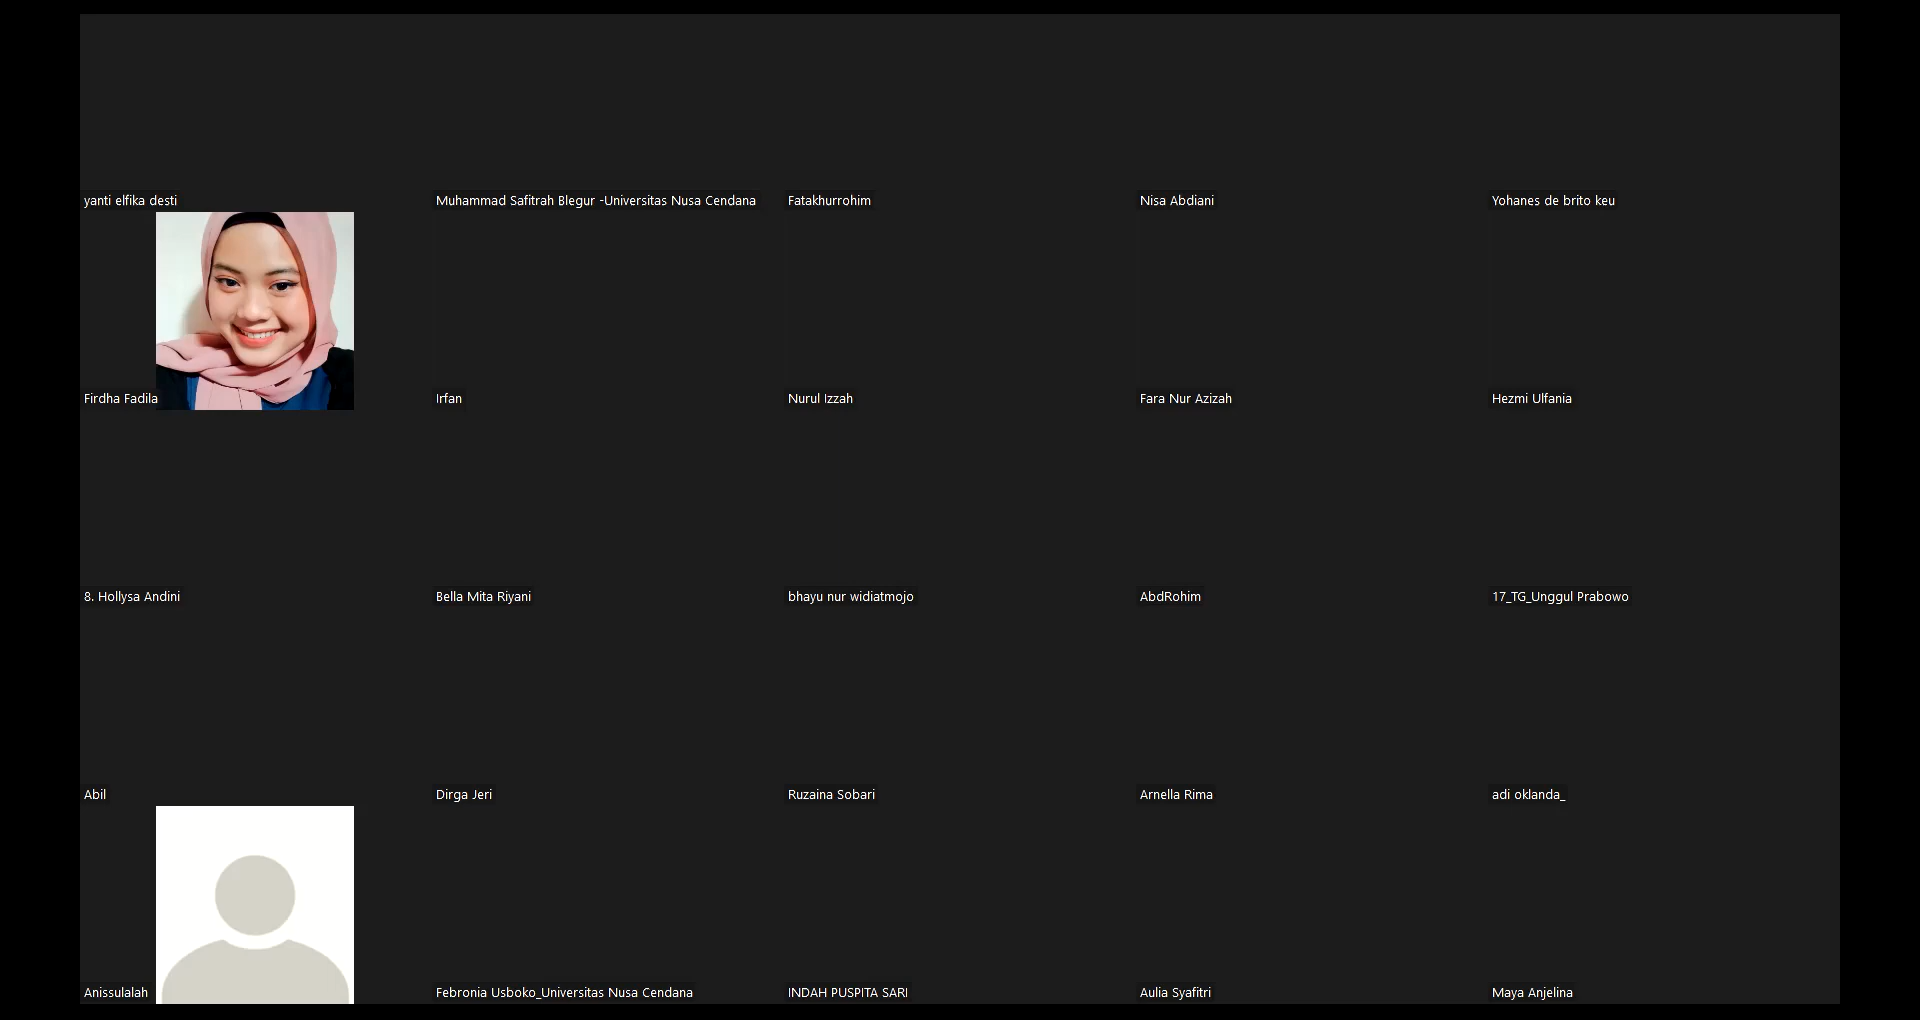 yanti elfika desti
Muhammad Safitrah Blegur -Universitas Nusa Cendana
Fatakhurrohim
Nisa Abdiani
Yohanes de brito keu
Firdha Fadila
Irfan
Nurul Izzah
Fara Nur Azizah
Hezmi Ulfania
8. Hollysa Andini
Bella Mita Riyani
bhayu nur widiatmojo
AbdRohim
17_TG_Unggul Prabowo
Abil
Dirga Jeri
Ruzaina Sobari
Arnella Rima
adi oklanda_
Anissulalah
Febronia Usboko_Universitas Nusa Cendana
INDAH PUSPITA SARI
Aulia Syafitri
Maya Anjelina